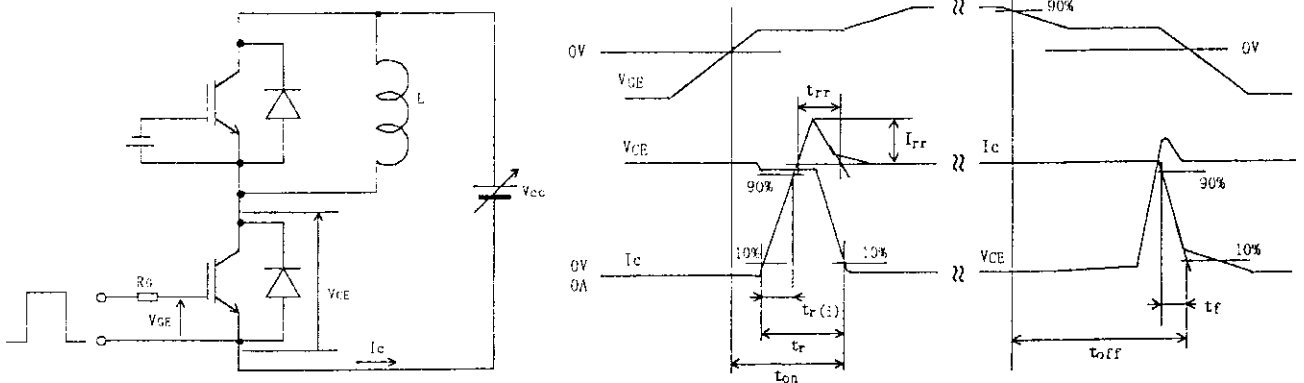 L
Vcc
RG
VGE
VCE
Ic
0V
VGE
90%
0V
trr
Irr
VCE
Ic
90%
90%
10%
10%
10%
0V
0A
Ic
VCE
tr(i)
tr
ton
tf
toff